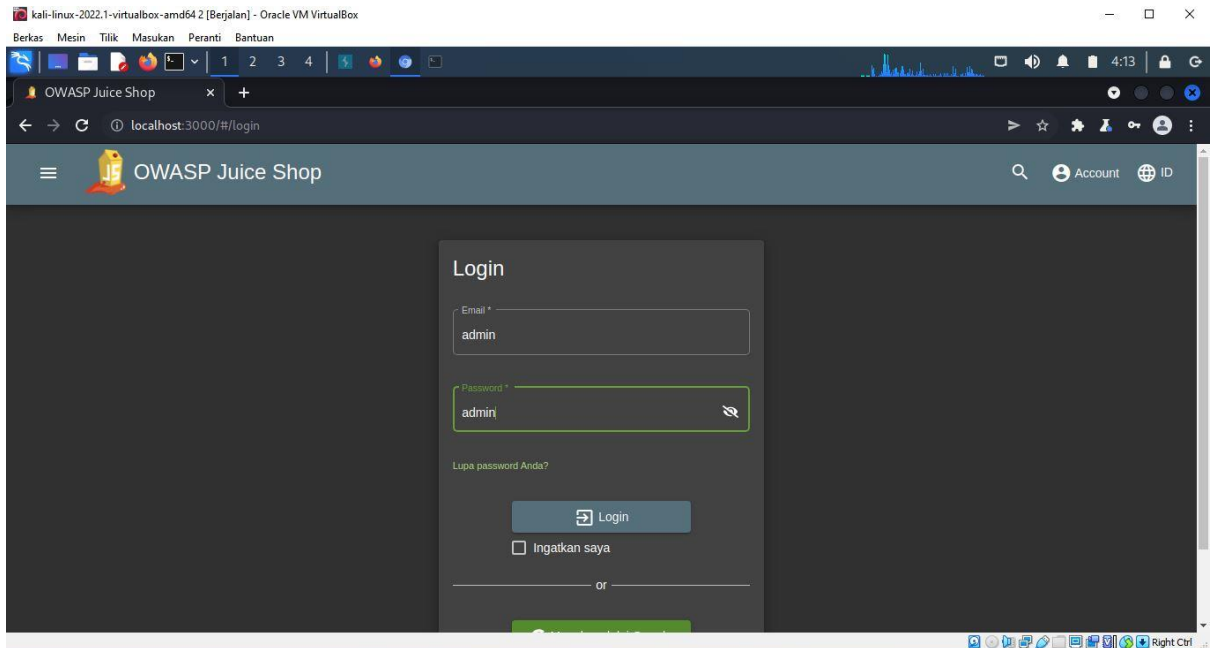 kali-linux-2022.1-virtualbox-amd64 2 [Berjalan] - Oracle VM VirtualBox
Berkas Mesin Tilik Masukan Peranti Bantuan
1 2 3 4
4:13
OWASP Juice Shop
localhost:3000/#/login
JS
OWASP Juice Shop
Account
ID
Login
Email *
admin
Password *
admin
Lupa password Anda?
Login
Ingatkan saya
or
Right Ctrl